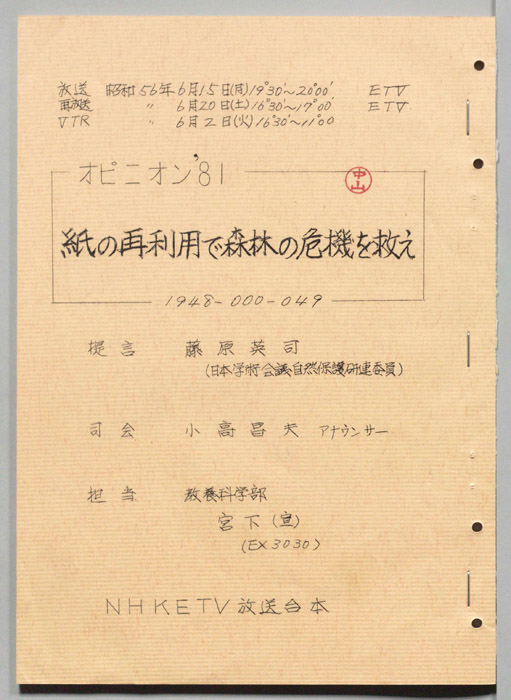 放送 昭和56年6月15日(月)19°30'〜20°00' ETV
再放送 〃 6月20日(土)16°30'〜17°00' ETV
VTR 〃 6月2日(火)16°30'〜11°00
オピニオン'81
中山
紙の再利用で森林の危機を救え
1948-000-049
提言 藤原英司
(日本学術会議自然保護研連委員)
司会 小高昌夫 アナウンサー
担当 教養科学部
宮下(宣)
(EX3030)
NHKETV放送台本